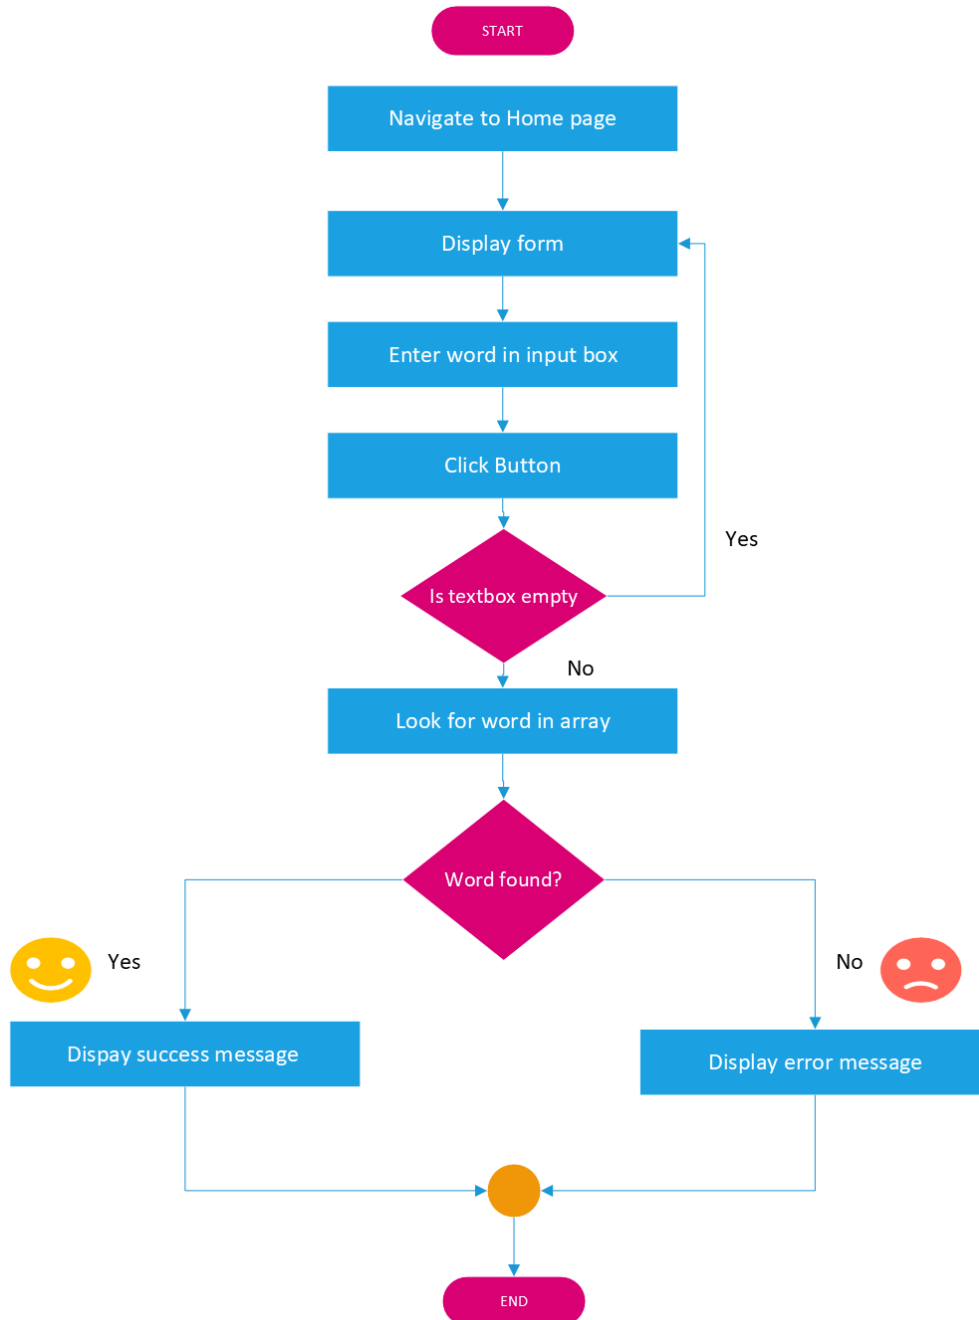 START
Navigate to Home page
Display form
Enter word in input box
Click Button
Yes
Is textbox empty
No
Look for word in array
Word found?
Yes
No
Dispay success message
Display error message
END